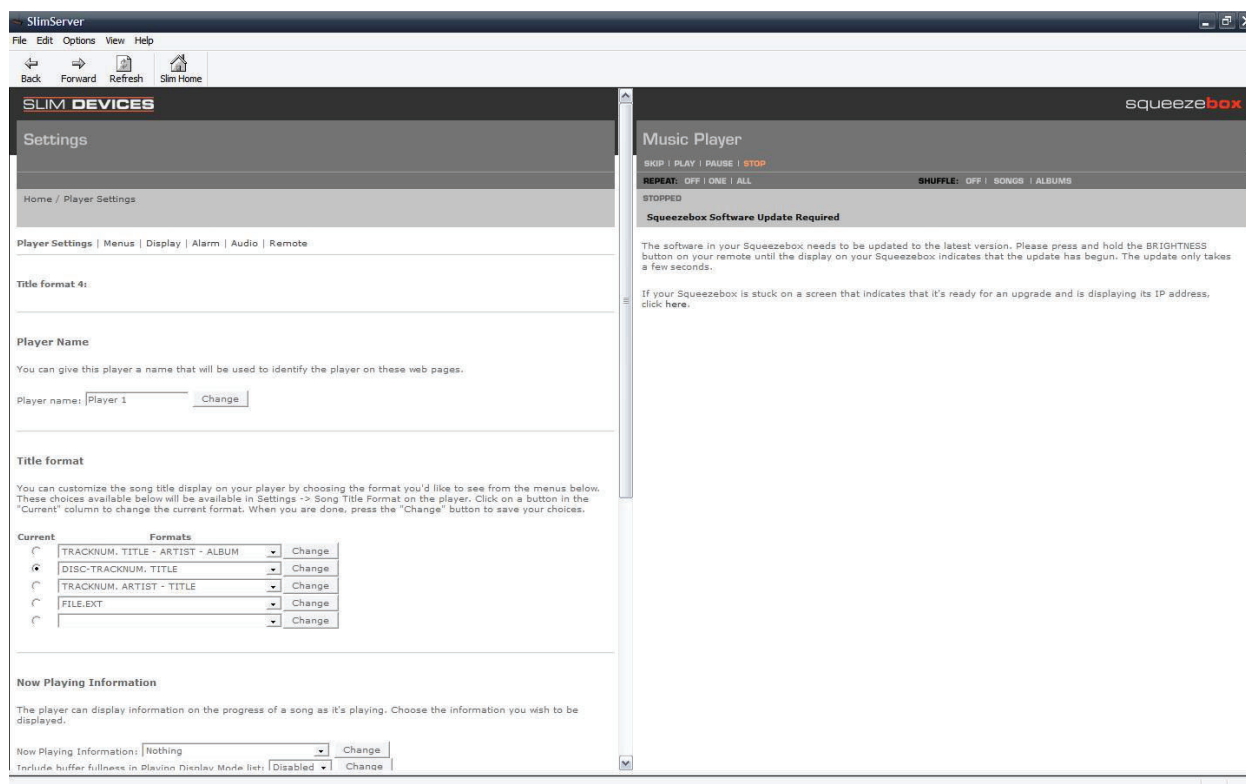 SlimServer
File Edit Options View Help
Back Forward Refresh Slim Home
SLIM DEVICES
Settings
Home / Player Settings
Player Settings | Menus | Display | Alarm | Audio | Remote
Title format 4:
Player Name
You can give this player a name that will be used to identify the player on these web pages.
Player name: Player 1 Change
Title format
You can customize the song title display on your player by choosing the format you'd like to see from the menus below.
These choices available below will be available in Settings -> Song Title Format on the player. Click on a button in the
"Current" column to change the current format. When you are done, press the "Change" button to save your choices.
Current Formats
TRACKNUM. TITLE - ARTIST - ALBUM Change
DISC-TRACKNUM. TITLE Change
TRACKNUM. ARTIST - TITLE Change
FILE.EXT Change
Change
Now Playing Information
The player can display information on the progress of a song as it's playing. Choose the information you wish to be
displayed.
Now Playing Information: Nothing Change
Include buffer fullness in Playing Display Mode list: Disabled Change
squeezebox
Music Player
SKIP | PLAY | PAUSE | STOP
REPEAT: OFF | ONE | ALL SHUFFLE: OFF | SONGS | ALBUMS
STOPPED
Squeezebox Software Update Required
The software in your Squeezebox needs to be updated to the latest version. Please press and hold the BRIGHTNESS
button on your remote until the display on your Squeezebox indicates that the update has begun. The update only takes
a few seconds.
If your Squeezebox is stuck on a screen that indicates that it's ready for an upgrade and is displaying its IP address,
click here.